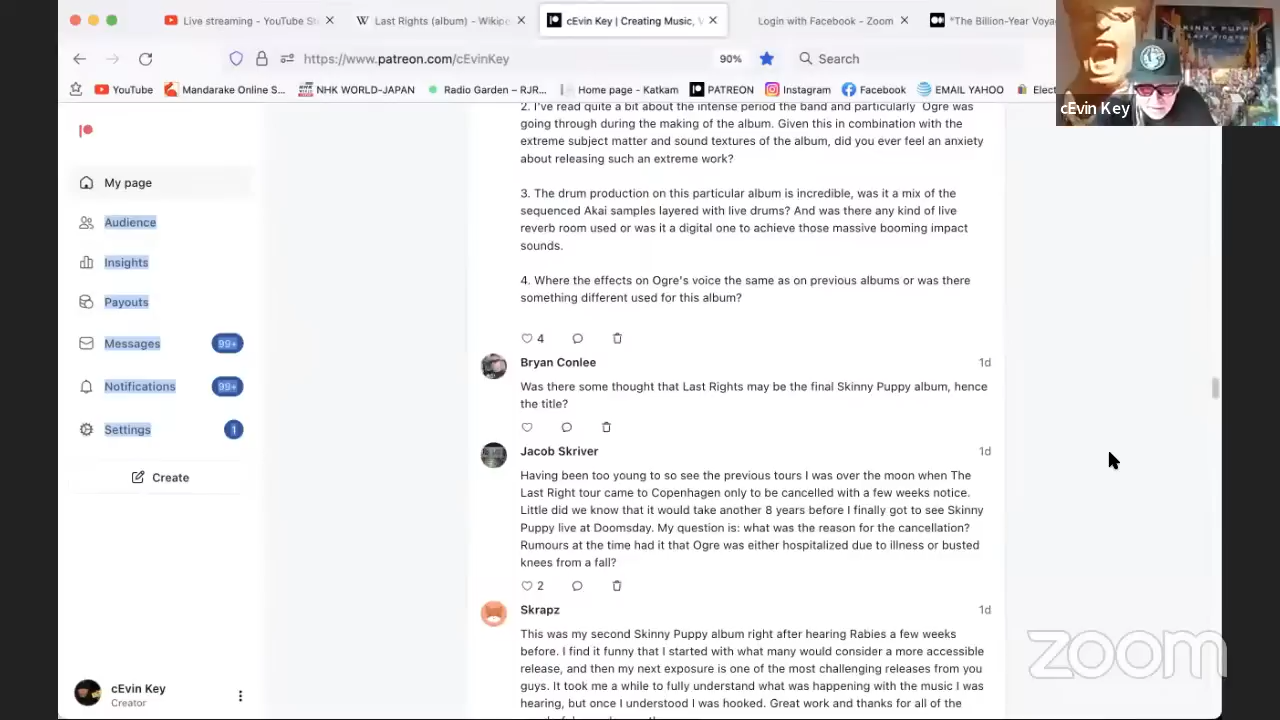 Live streaming - YouTube St
Last Rights (album) - Wikipe
cEvin Key | Creating Music, V
Login with Facebook - Zoom
"The Billion-Year Voya
https://www.patreon.com/cEvinKey
90%
Search
YouTube
Mandarake Online S...
NHK WORLD-JAPAN
Radio Garden – RJR...
Home page - Katkam
PATREON
Instagram
Facebook
EMAIL YAHOO
Elect
SKINNY PUPPY
LAST RIGHTS
cEvin Key
My page
Audience
Insights
Payouts
Messages 99+
Notifications 99+
Settings 1
Create
cEvin Key
Creator
2. I've read quite a bit about the intense period the band and particularly Ogre was
going through during the making of the album. Given this in combination with the
extreme subject matter and sound textures of the album, did you ever feel an anxiety
about releasing such an extreme work?
3. The drum production on this particular album is incredible, was it a mix of the
sequenced Akai samples layered with live drums? And was there any kind of live
reverb room used or was it a digital one to achieve those massive booming impact
sounds.
4. Where the effects on Ogre's voice the same as on previous albums or was there
something different used for this album?
4
Bryan Conlee 1d
Was there some thought that Last Rights may be the final Skinny Puppy album, hence
the title?
Jacob Skriver 1d
Having been too young to so see the previous tours I was over the moon when The
Last Right tour came to Copenhagen only to be cancelled with a few weeks notice.
Little did we know that it would take another 8 years before I finally got to see Skinny
Puppy live at Doomsday. My question is: what was the reason for the cancellation?
Rumours at the time had it that Ogre was either hospitalized due to illness or busted
knees from a fall?
2
Skrapz 1d
This was my second Skinny Puppy album right after hearing Rabies a few weeks
before. I find it funny that I started with what many would consider a more accessible
release, and then my next exposure is one of the most challenging releases from you
guys. It took me a while to fully understand what was happening with the music I was
hearing, but once I understood I was hooked. Great work and thanks for all of the
zoom